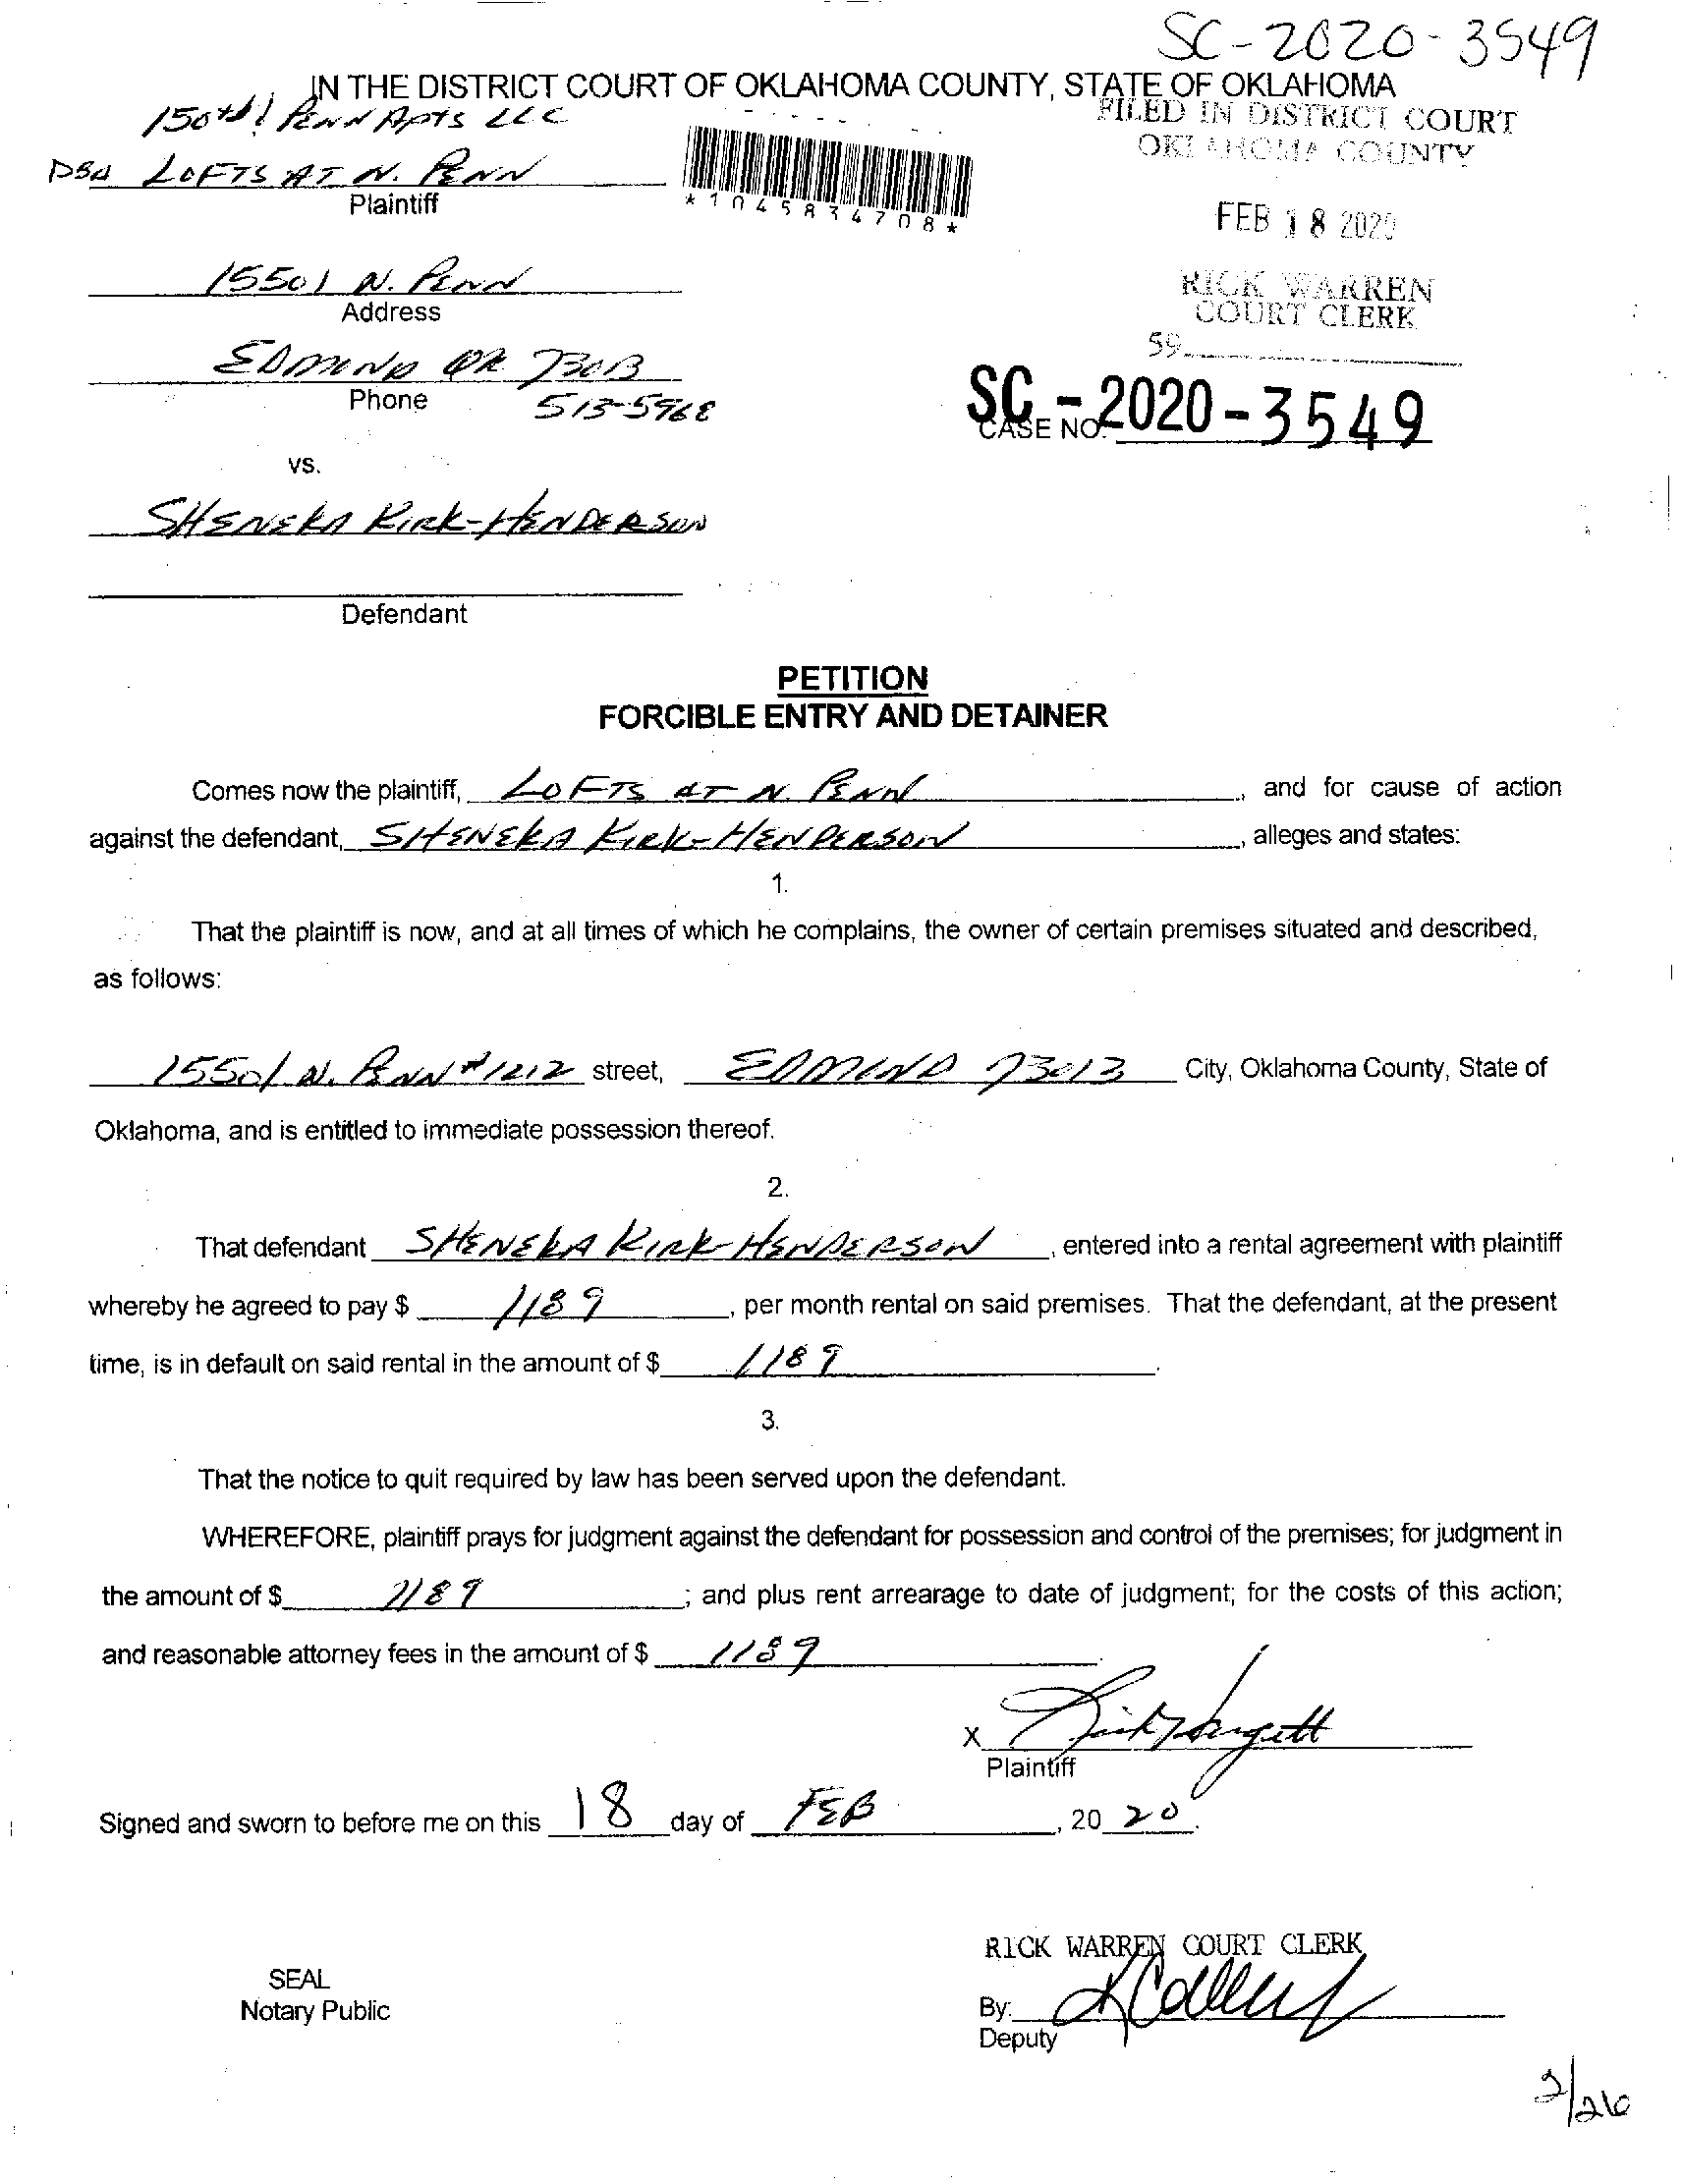 SC-2020-3549
IN THE DISTRICT COURT OF OKLAHOMA COUNTY, STATE OF OKLAHOMA
150th! PENN APTS LLC
FILED IN DISTRICT COURT
OKLAHOMA COUNTY
DBA LOFTS AT N. PENN
Plaintiff
*1045834708*
FEB 18 2020
15501 N. PENN
Address
RICK WARREN
COURT CLERK
EDMOND OK 73013
59
Phone 513-5968
SC-2020-3549
CASE NO.
vs.
SHENEKA KIRK-HENDERSON
Defendant
PETITION
FORCIBLE ENTRY AND DETAINER
Comes now the plaintiff, LOFTS AT N. PENN, and for cause of action
against the defendant, SHENEKA KIRK-HENDERSON, alleges and states:
1.
That the plaintiff is now, and at all times of which he complains, the owner of certain premises situated and described,
as follows:
15501 N. PENN #1212 street, EDMOND 73013 City, Oklahoma County, State of
Oklahoma, and is entitled to immediate possession thereof.
2.
That defendant SHENEKA KIRK-HENDERSON, entered into a rental agreement with plaintiff
whereby he agreed to pay $ 1189, per month rental on said premises. That the defendant, at the present
time, is in default on said rental in the amount of $ 1189.
3.
That the notice to quit required by law has been served upon the defendant.
WHEREFORE, plaintiff prays for judgment against the defendant for possession and control of the premises; for judgment in
the amount of $ 1189; and plus rent arrearage to date of judgment; for the costs of this action;
and reasonable attorney fees in the amount of $ 1189.
X Rick Hargett
Plaintiff
Signed and sworn to before me on this 18 day of FEB, 2020.
RICK WARREN COURT CLERK
SEAL
Notary Public
By:
Deputy
2/26